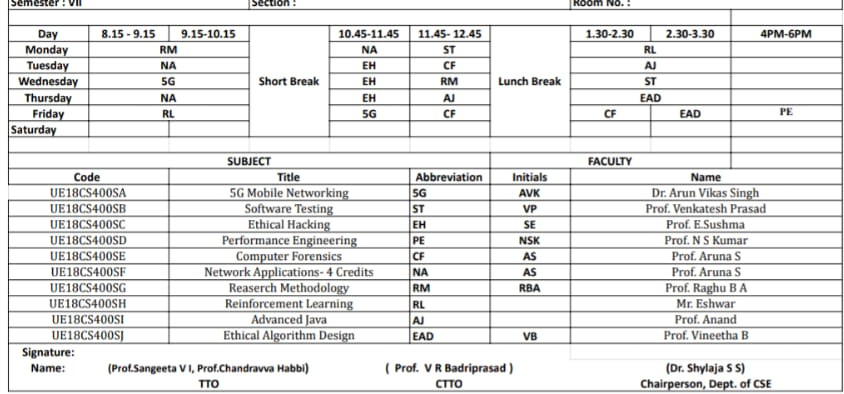 Semester : VII Section : Room No. :
Day 8.15 - 9.15 9.15-10.15 10.45-11.45 11.45- 12.45 1.30-2.30 2.30-3.30 4PM-6PM
Monday RM NA ST RL
Tuesday NA EH CF AJ
Wednesday 5G Short Break EH RM Lunch Break ST
Thursday NA EH AJ EAD
Friday RL 5G CF CF EAD PE
Saturday
SUBJECT FACULTY
Code Title Abbreviation Initials Name
UE18CS400SA 5G Mobile Networking 5G AVK Dr. Arun Vikas Singh
UE18CS400SB Software Testing ST VP Prof. Venkatesh Prasad
UE18CS400SC Ethical Hacking EH SE Prof. E.Sushma
UE18CS400SD Performance Engineering PE NSK Prof. N S Kumar
UE18CS400SE Computer Forensics CF AS Prof. Aruna S
UE18CS400SF Network Applications- 4 Credits NA AS Prof. Aruna S
UE18CS400SG Reaserch Methodology RM RBA Prof. Raghu B A
UE18CS400SH Reinforcement Learning RL Mr. Eshwar
UE18CS400SI Advanced Java AJ Prof. Anand
UE18CS400SJ Ethical Algorithm Design EAD VB Prof. Vineetha B
Signature:
Name: (Prof.Sangeeta V I, Prof.Chandravva Habbi) ( Prof. V R Badriprasad ) (Dr. Shylaja S S)
TTO CTTO Chairperson, Dept. of CSE